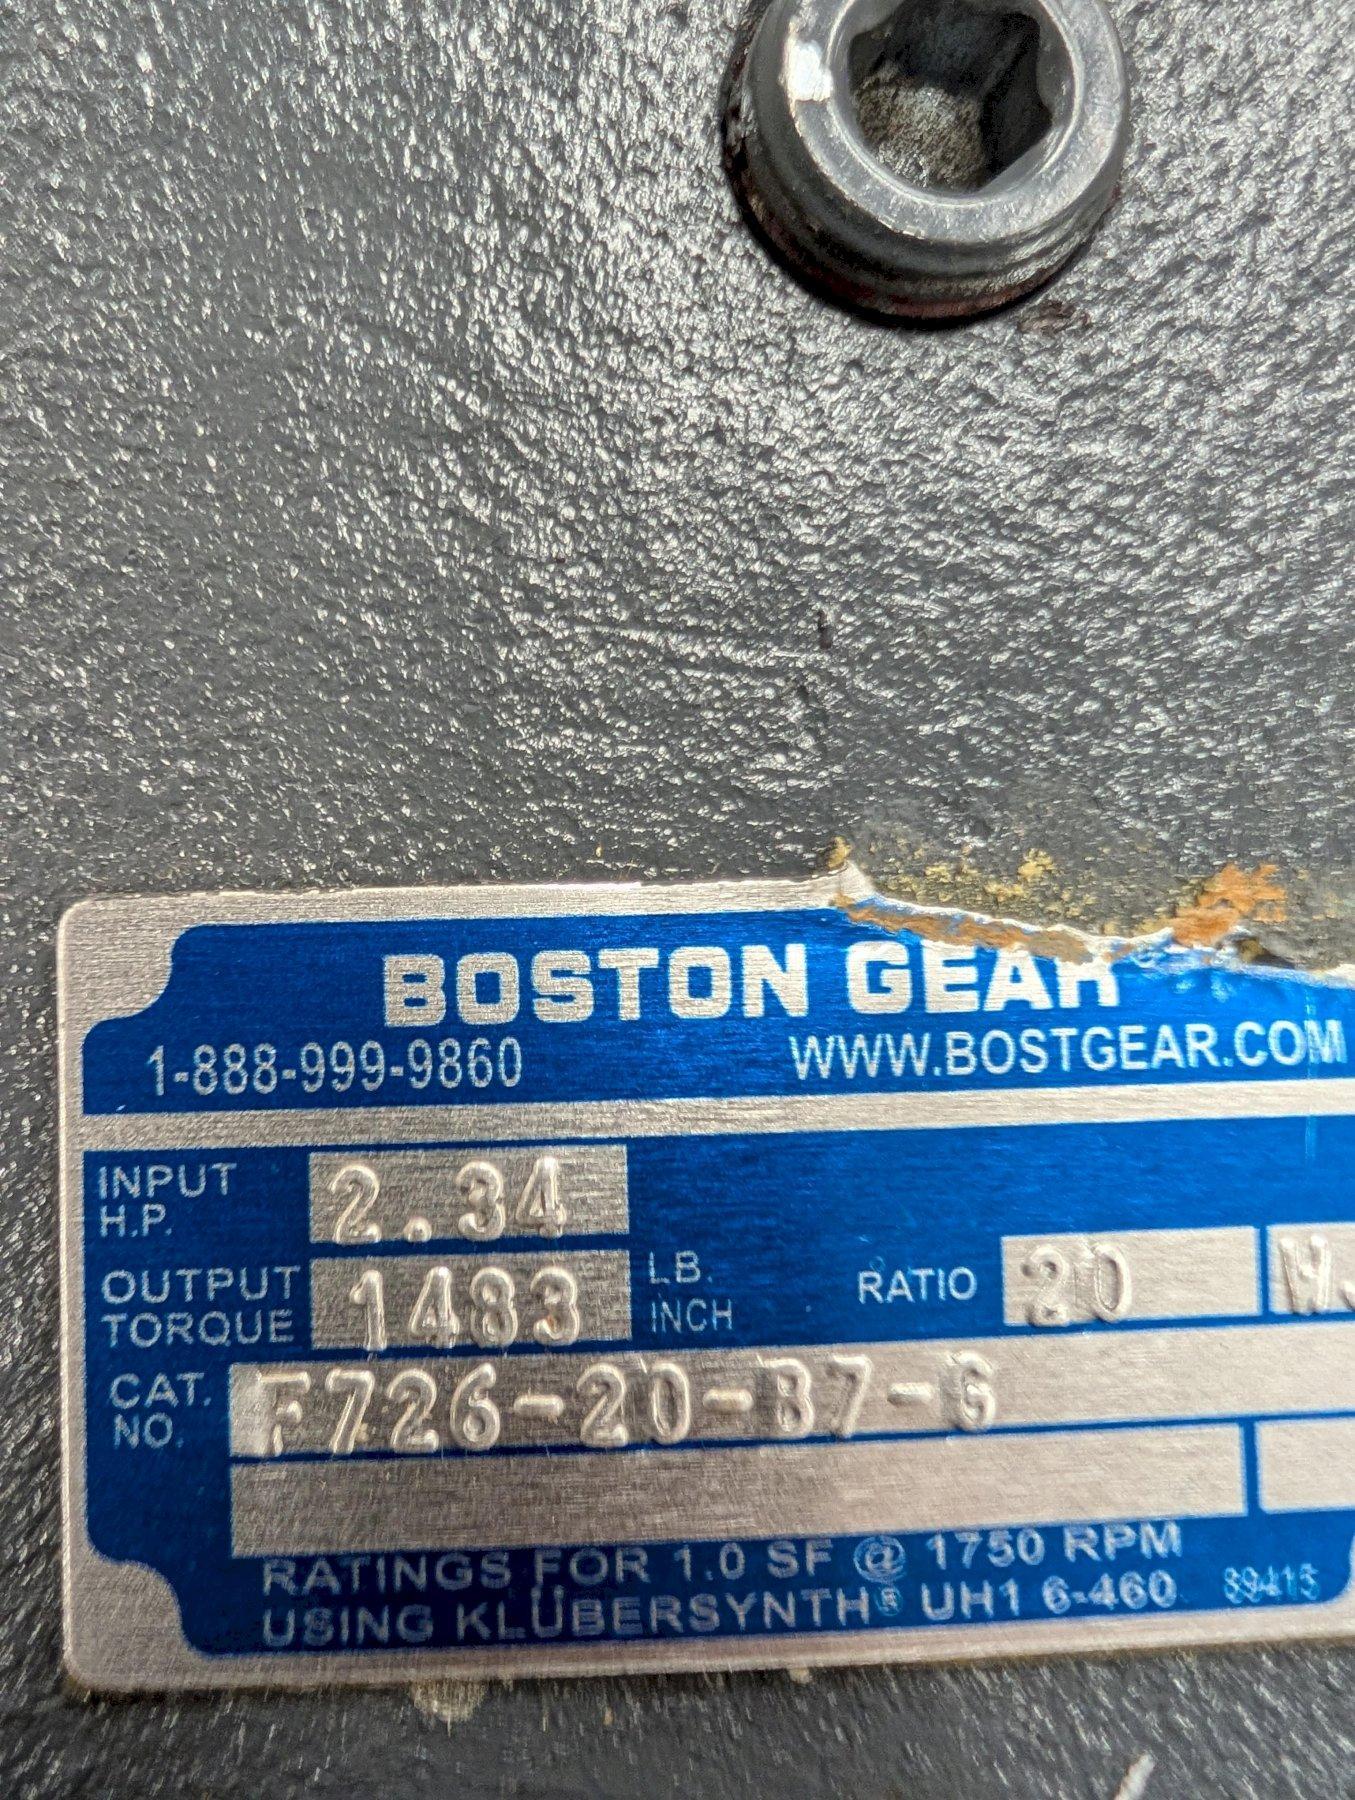 BOSTON GEAR
1-888-999-9860 WWW.BOSTGEAR.COM
INPUT H.P. 2.34
OUTPUT TORQUE 1483 LB. INCH RATIO 20
CAT. NO. F726-20-B7-G
RATINGS FOR 1.0 SF @ 1750 RPM
USING KLÜBERSYNTH® UH1 6-460 89415